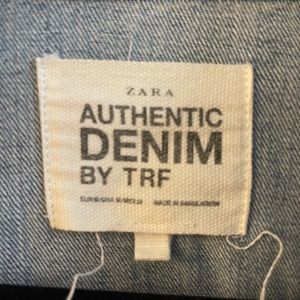 ZARA
AUTHENTIC
DENIM
BY TRF
MADE IN BANGLADESH